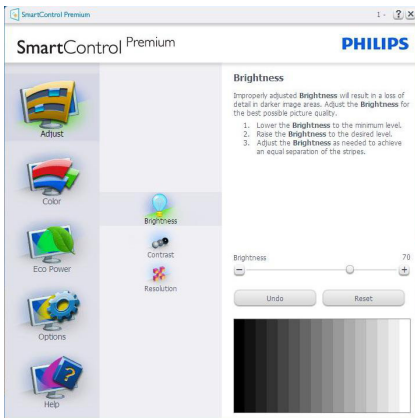 SmartControl Premium
1 -
?
X
SmartControl Premium
PHILIPS
Adjust
Color
Eco Power
Options
Help
Brightness
Contrast
Resolution
Brightness
Improperly adjusted Brightness will result in a loss of
detail in darker image areas. Adjust the Brightness for
the best possible picture quality.
1. Lower the Brightness to the minimum level.
2. Rase the Brightness to the desired level.
3. Adjust the Brightness as needed to achieve
an equal separation of the stripes.
Brightness 70
- +
Undo Reset